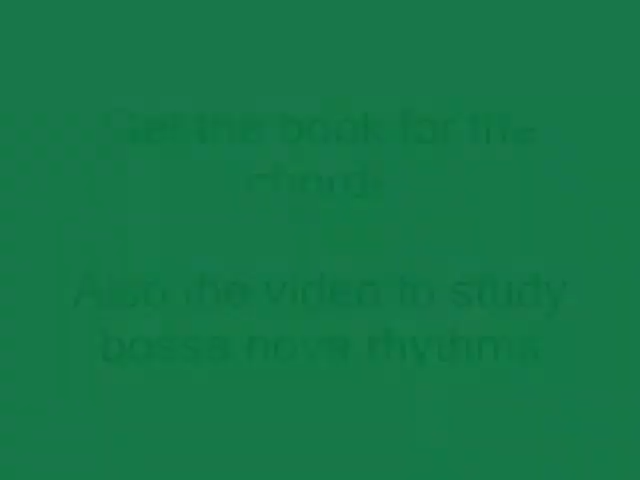 Get the book for the
chords
Also the video to study
bossa nova rhythms